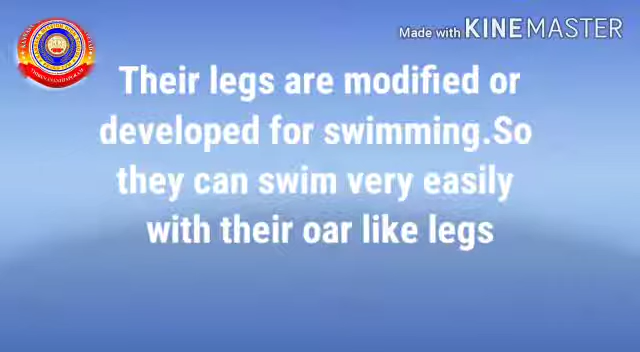 Made with KINEMASTER
Their legs are modified or
developed for swimming.So
they can swim very easily
with their oar like legs